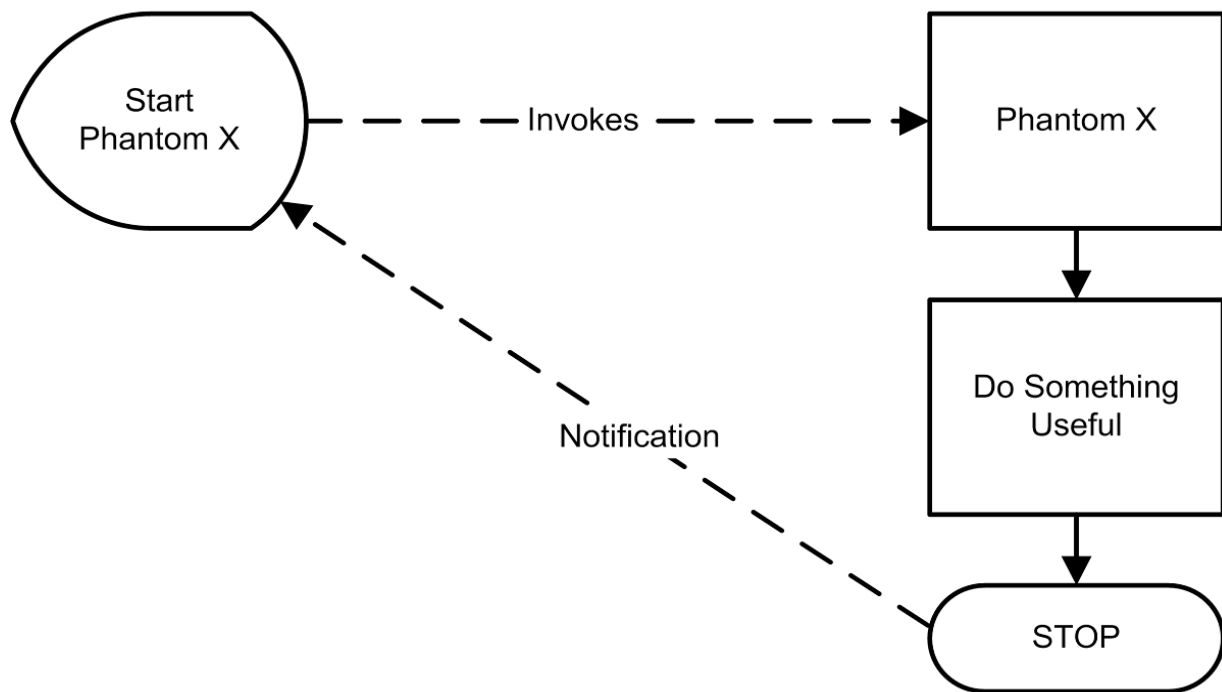 Start
Phantom X
Invokes
Phantom X
Do Something
Useful
Notification
STOP